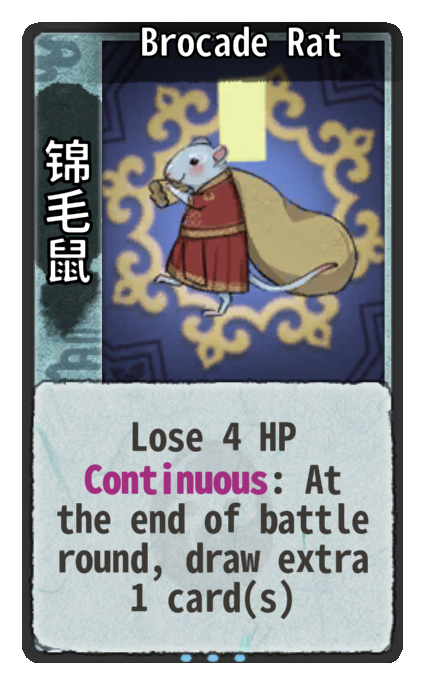 Brocade Rat
锦毛鼠
Lose 4 HP
Continuous: At
the end of battle
round, draw extra
1 card(s)